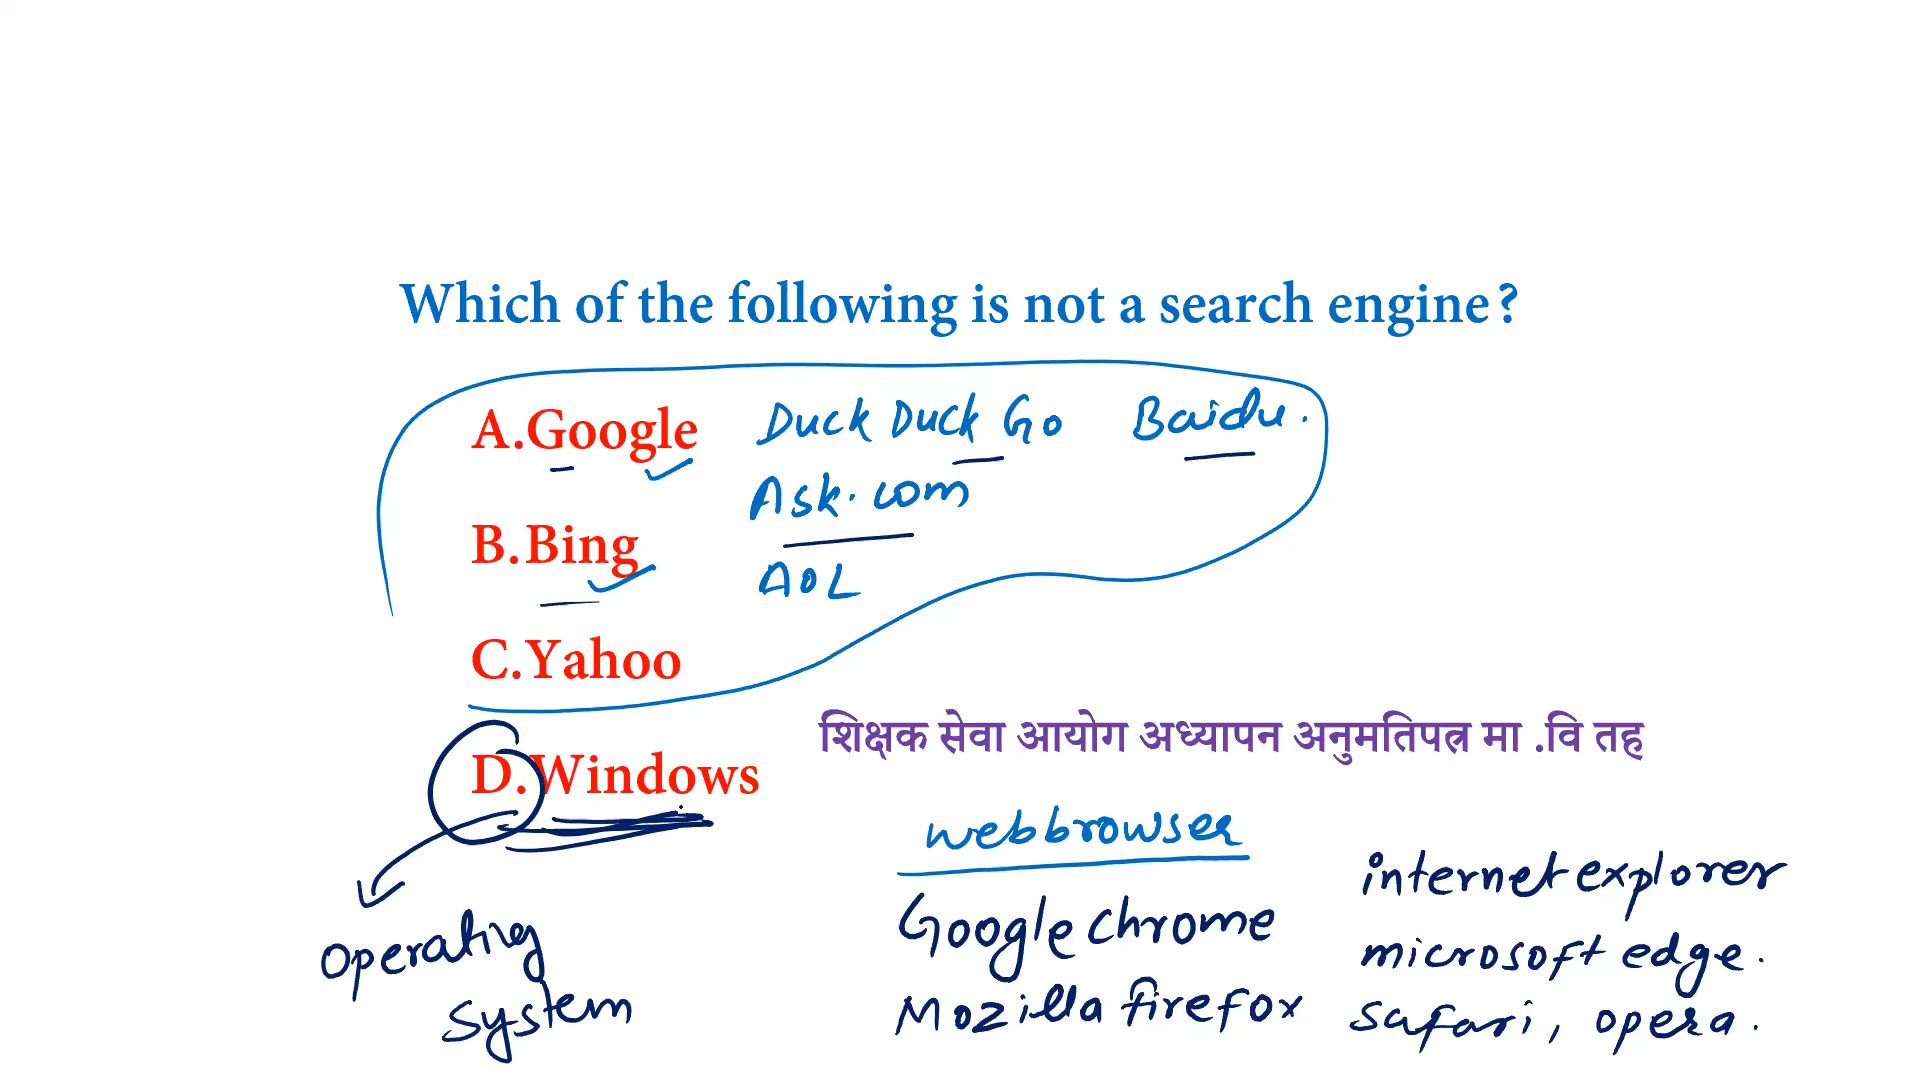 Which of the following is not a search engine?
A.Google Duck Duck Go Baidu.
Ask.com
B.Bing
AOL
C.Yahoo
शिक्षक सेवा आयोग अध्यापन अनुमतिपत्र मा .वि तह
D.Windows
webbrowser
internet explorer
Google chrome
Operating
microsoft edge.
System
Mozilla firefox
safari, opera.